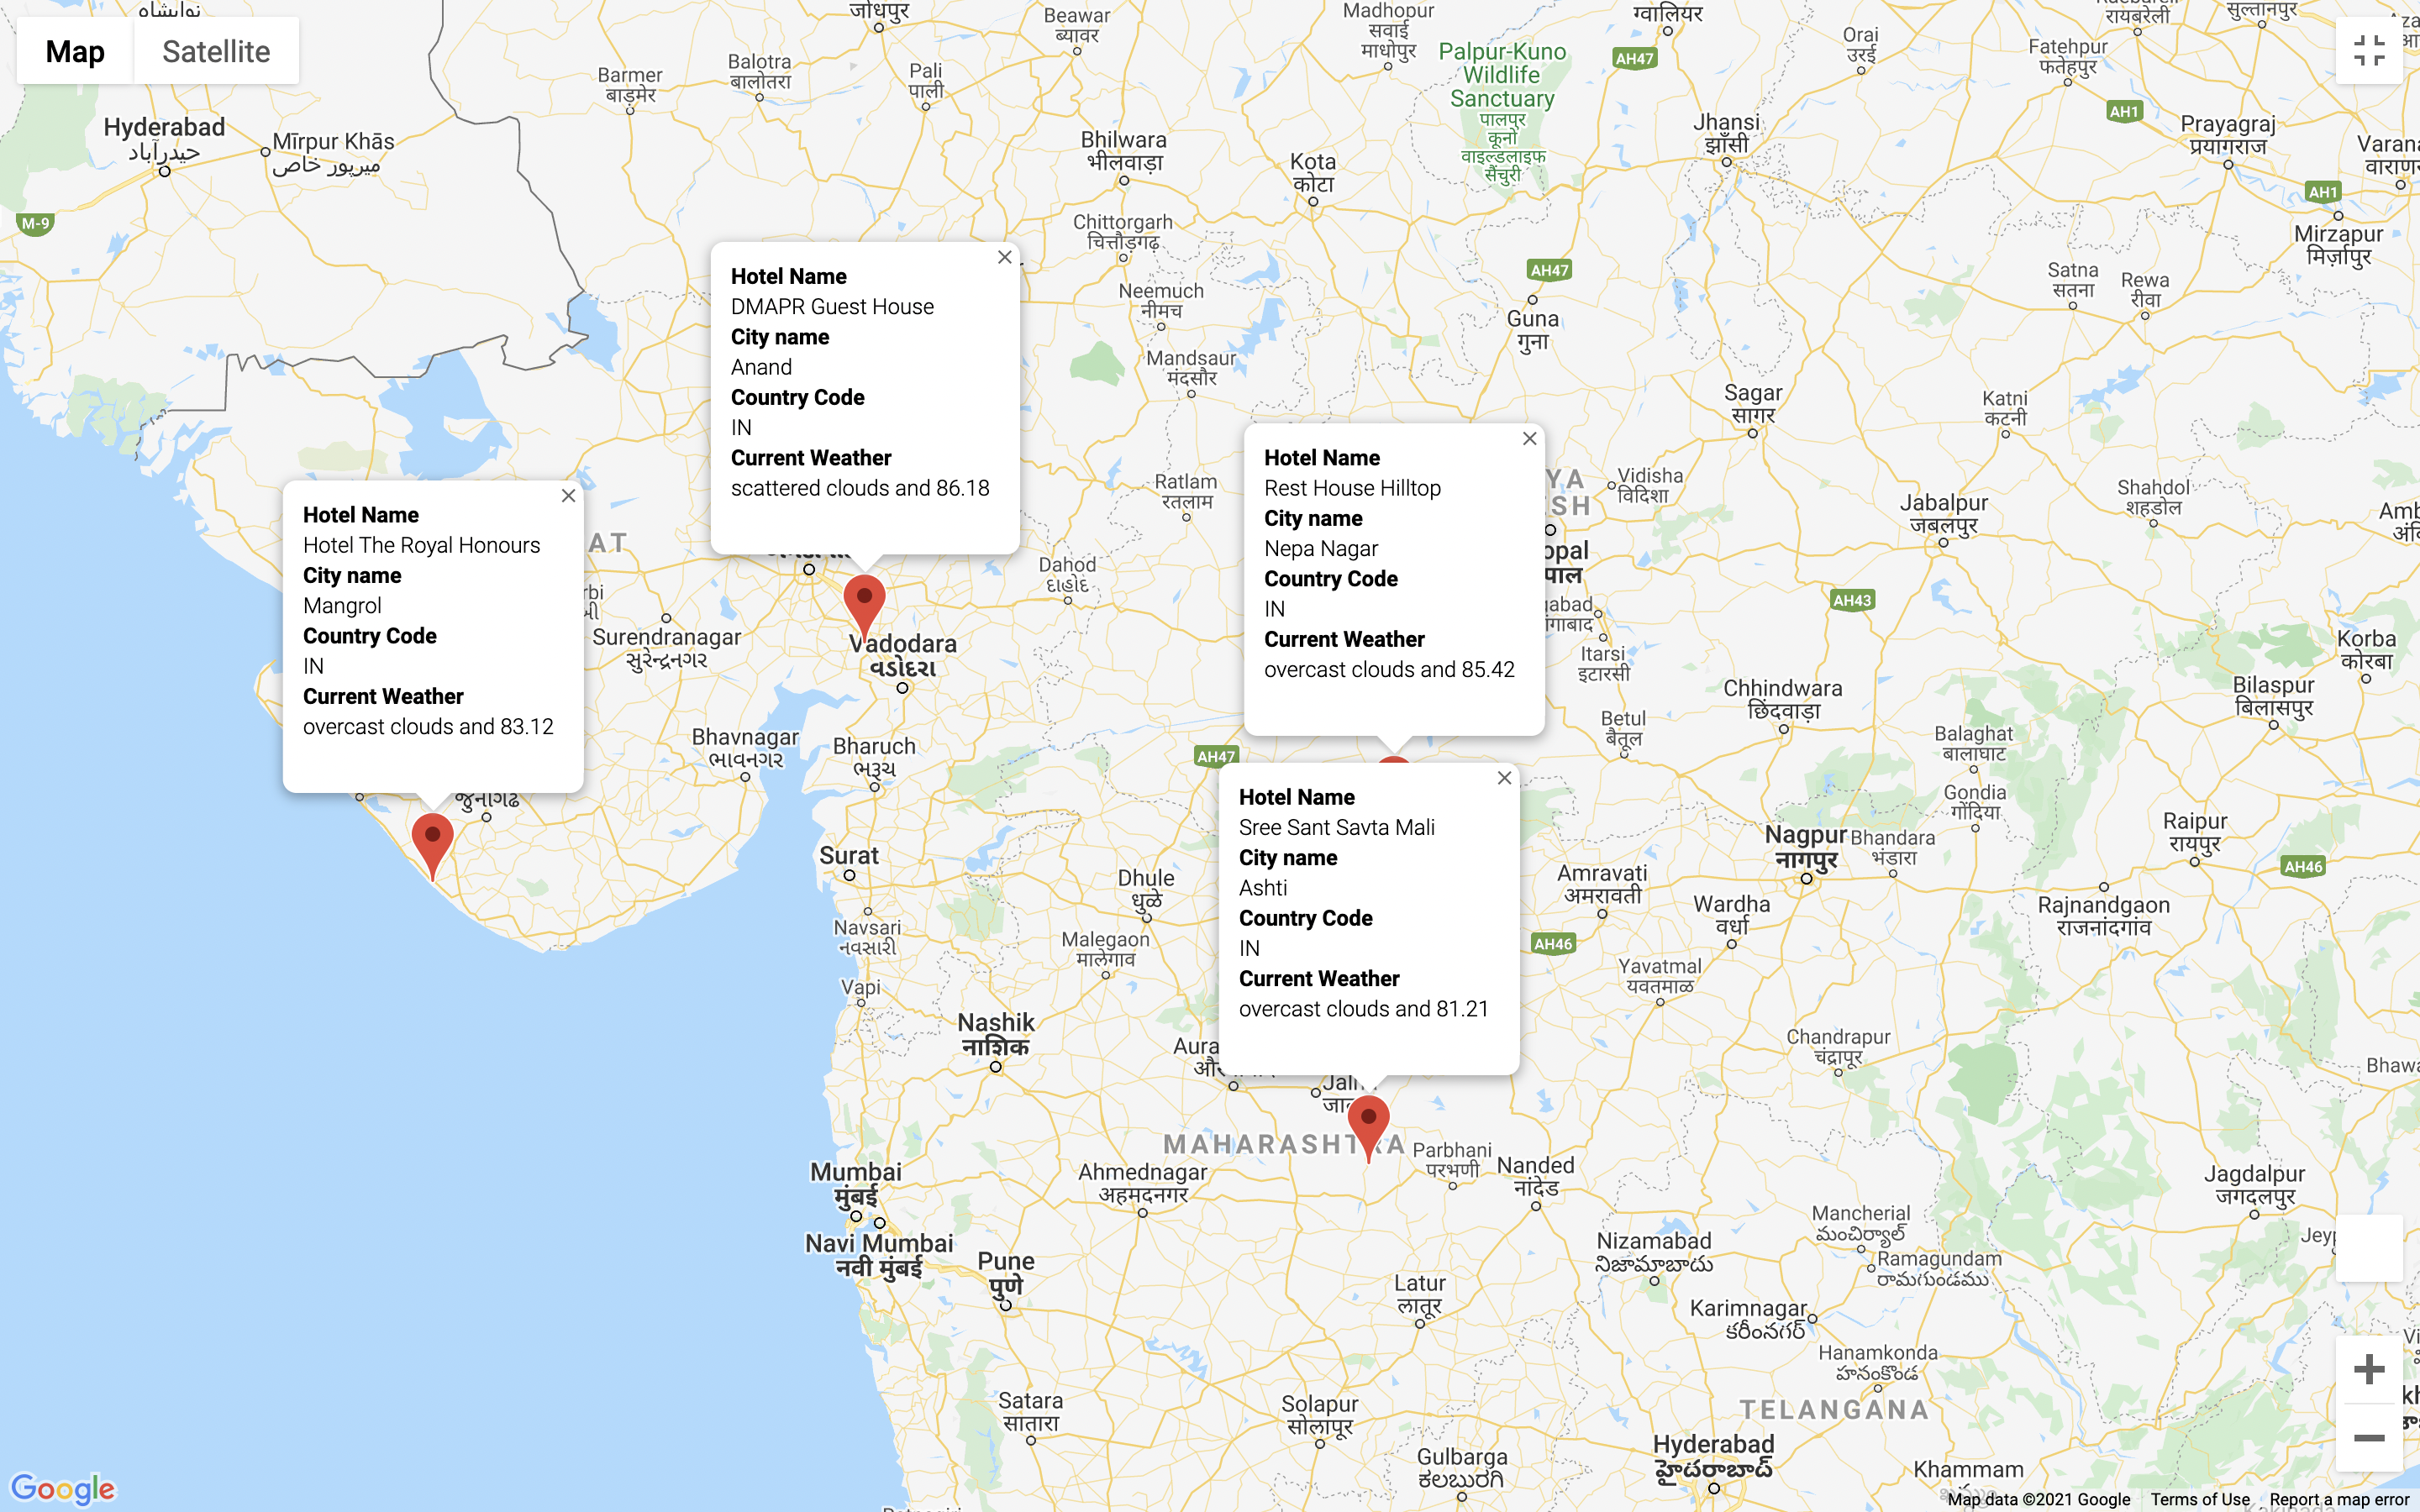 Map
Satellite
Hyderabad
حيدرآباد
Mīrpur Khās
ميرپور خاص
M-9
نوابشاه
जोधपुर
Beawar
ब्यावर
Barmer
बाड़मेर
Balotra
बालोतरा
Pali
पाली
Bhilwara
भीलवाड़ा
Kota
कोटा
Madhopur
सवाई
माधोपुर
Palpur-Kuno
Wildlife
Sanctuary
पालपुर
कूनो
वाइल्डलाइफ
सैंचुरी
ग्वालियर
AH47
Orai
उरई
Jhansi
झाँसी
Fatehpur
फतेहपुर
रायबरेली
सुल्तानपुर
AH1
Prayagraj
प्रयागराज
AH1
Mirzapur
मिर्ज़ापुर
Chittorgarh
चित्तौड़गढ़
Neemuch
नीमच
Mandsaur
मंदसौर
AH47
Guna
गुना
Satna
सतना
Rewa
रीवा
Sagar
सागर
Katni
कटनी
Hotel Name
DMAPR Guest House
City name
Anand
Country Code
IN
Current Weather
scattered clouds and 86.18
Hotel Name
Rest House Hilltop
City name
Nepa Nagar
Country Code
IN
Current Weather
overcast clouds and 85.42
Hotel Name
Hotel The Royal Honours
City name
Mangrol
Country Code
IN
Current Weather
overcast clouds and 83.12
Hotel Name
Sree Sant Savta Mali
City name
Ashti
Country Code
IN
Current Weather
overcast clouds and 81.21
Ratlam
रतलाम
Vidisha
विदिशा
Jabalpur
जबलपुर
Shahdol
शहडोल
Dahod
દાહોદ
Surendranagar
સુરેન્દ્રનગર
Vadodara
વડોદરા
AH43
Itarsi
इटारसी
Korba
कोरबा
Chhindwara
छिंदवाड़ा
Bilaspur
बिलासपुर
Betul
बैतूल
Balaghat
बालाघाट
Bhavnagar
ભાવનગર
Bharuch
ભરૂચ
AH47
જુનાગઢ
Gondia
गोंदिया
Nagpur
नागपुर
Bhandara
भंडारा
Raipur
रायपुर
AH46
Surat
Dhule
धुळे
Amravati
अमरावती
Wardha
वर्धा
Rajnandgaon
राजनांदगांव
Navsari
નવસારી
Malegaon
मालेगाव
AH46
Yavatmal
यवतमाळ
Vapi
Nashik
नाशिक
Chandrapur
चंद्रपूर
MAHARASHTRA
Parbhani
परभणी
Nanded
नांदेड
Mumbai
मुंबई
Ahmednagar
अहमदनगर
Jagdalpur
जगदलपुर
Navi Mumbai
नवी मुंबई
Pune
पुणे
Mancherial
మంచిర్యాల్
Nizamabad
నిజామాబాదు
Ramagundam
రామగుండము
Latur
लातूर
Karimnagar
కరీంనగర్
Hanamkonda
హనంకొండ
Satara
सातारा
Solapur
सोलापूर
TELANGANA
Gulbarga
ಕಲಬುರಗಿ
Hyderabad
హైదరాబాద్
Khammam
Google
Map data ©2021 Google
Terms of Use
Report a map error